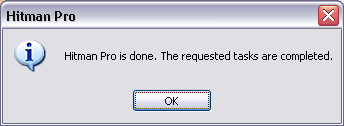 Hitman Pro
Hitman Pro is done. The requested tasks are completed.
OK